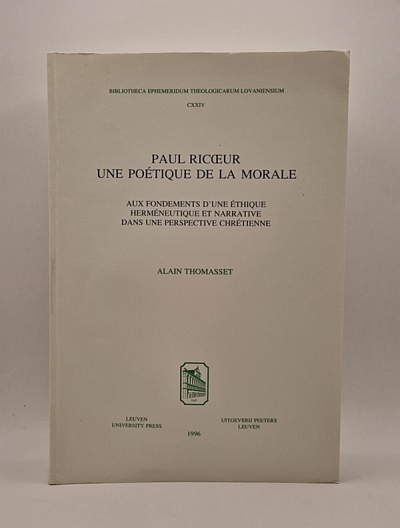 BIBLIOTHECA EPHEMERIDUM THEOLOGICARUM LOVANIENSIUM
CXXIV
PAUL RICŒUR
UNE POÉTIQUE DE LA MORALE
AUX FONDEMENTS D'UNE ÉTHIQUE
HERMÉNEUTIQUE ET NARRATIVE
DANS UNE PERSPECTIVE CHRÉTIENNE
ALAIN THOMASSET
LEUVEN
UNIVERSITY PRESS
1996
UITGEVERIJ PEETERS
LEUVEN